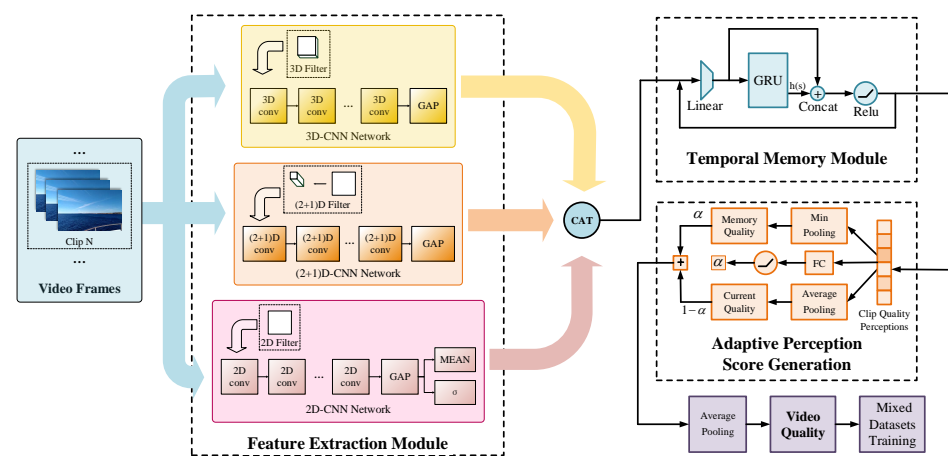 ...
Clip N
...
Video Frames
3D Filter
3D
conv
3D
conv
...
3D
conv
GAP
3D-CNN Network
(2+1)D Filter
(2+1)D
conv
(2+1)D
conv
...
(2+1)D
conv
GAP
(2+1)D-CNN Network
2D Filter
2D
conv
2D
conv
...
2D
conv
GAP
MEAN
σ
2D-CNN Network
Feature Extraction Module
CAT
Linear
GRU
h(s)
+
Concat
Relu
Temporal Memory Module
α
Memory
Quality
Min
Pooling
+
α
FC
1−α
Current
Quality
Average
Pooling
Clip Quality
Perceptions
Adaptive Perception
Score Generation
Average
Pooling
Video
Quality
Mixed
Datasets
Training